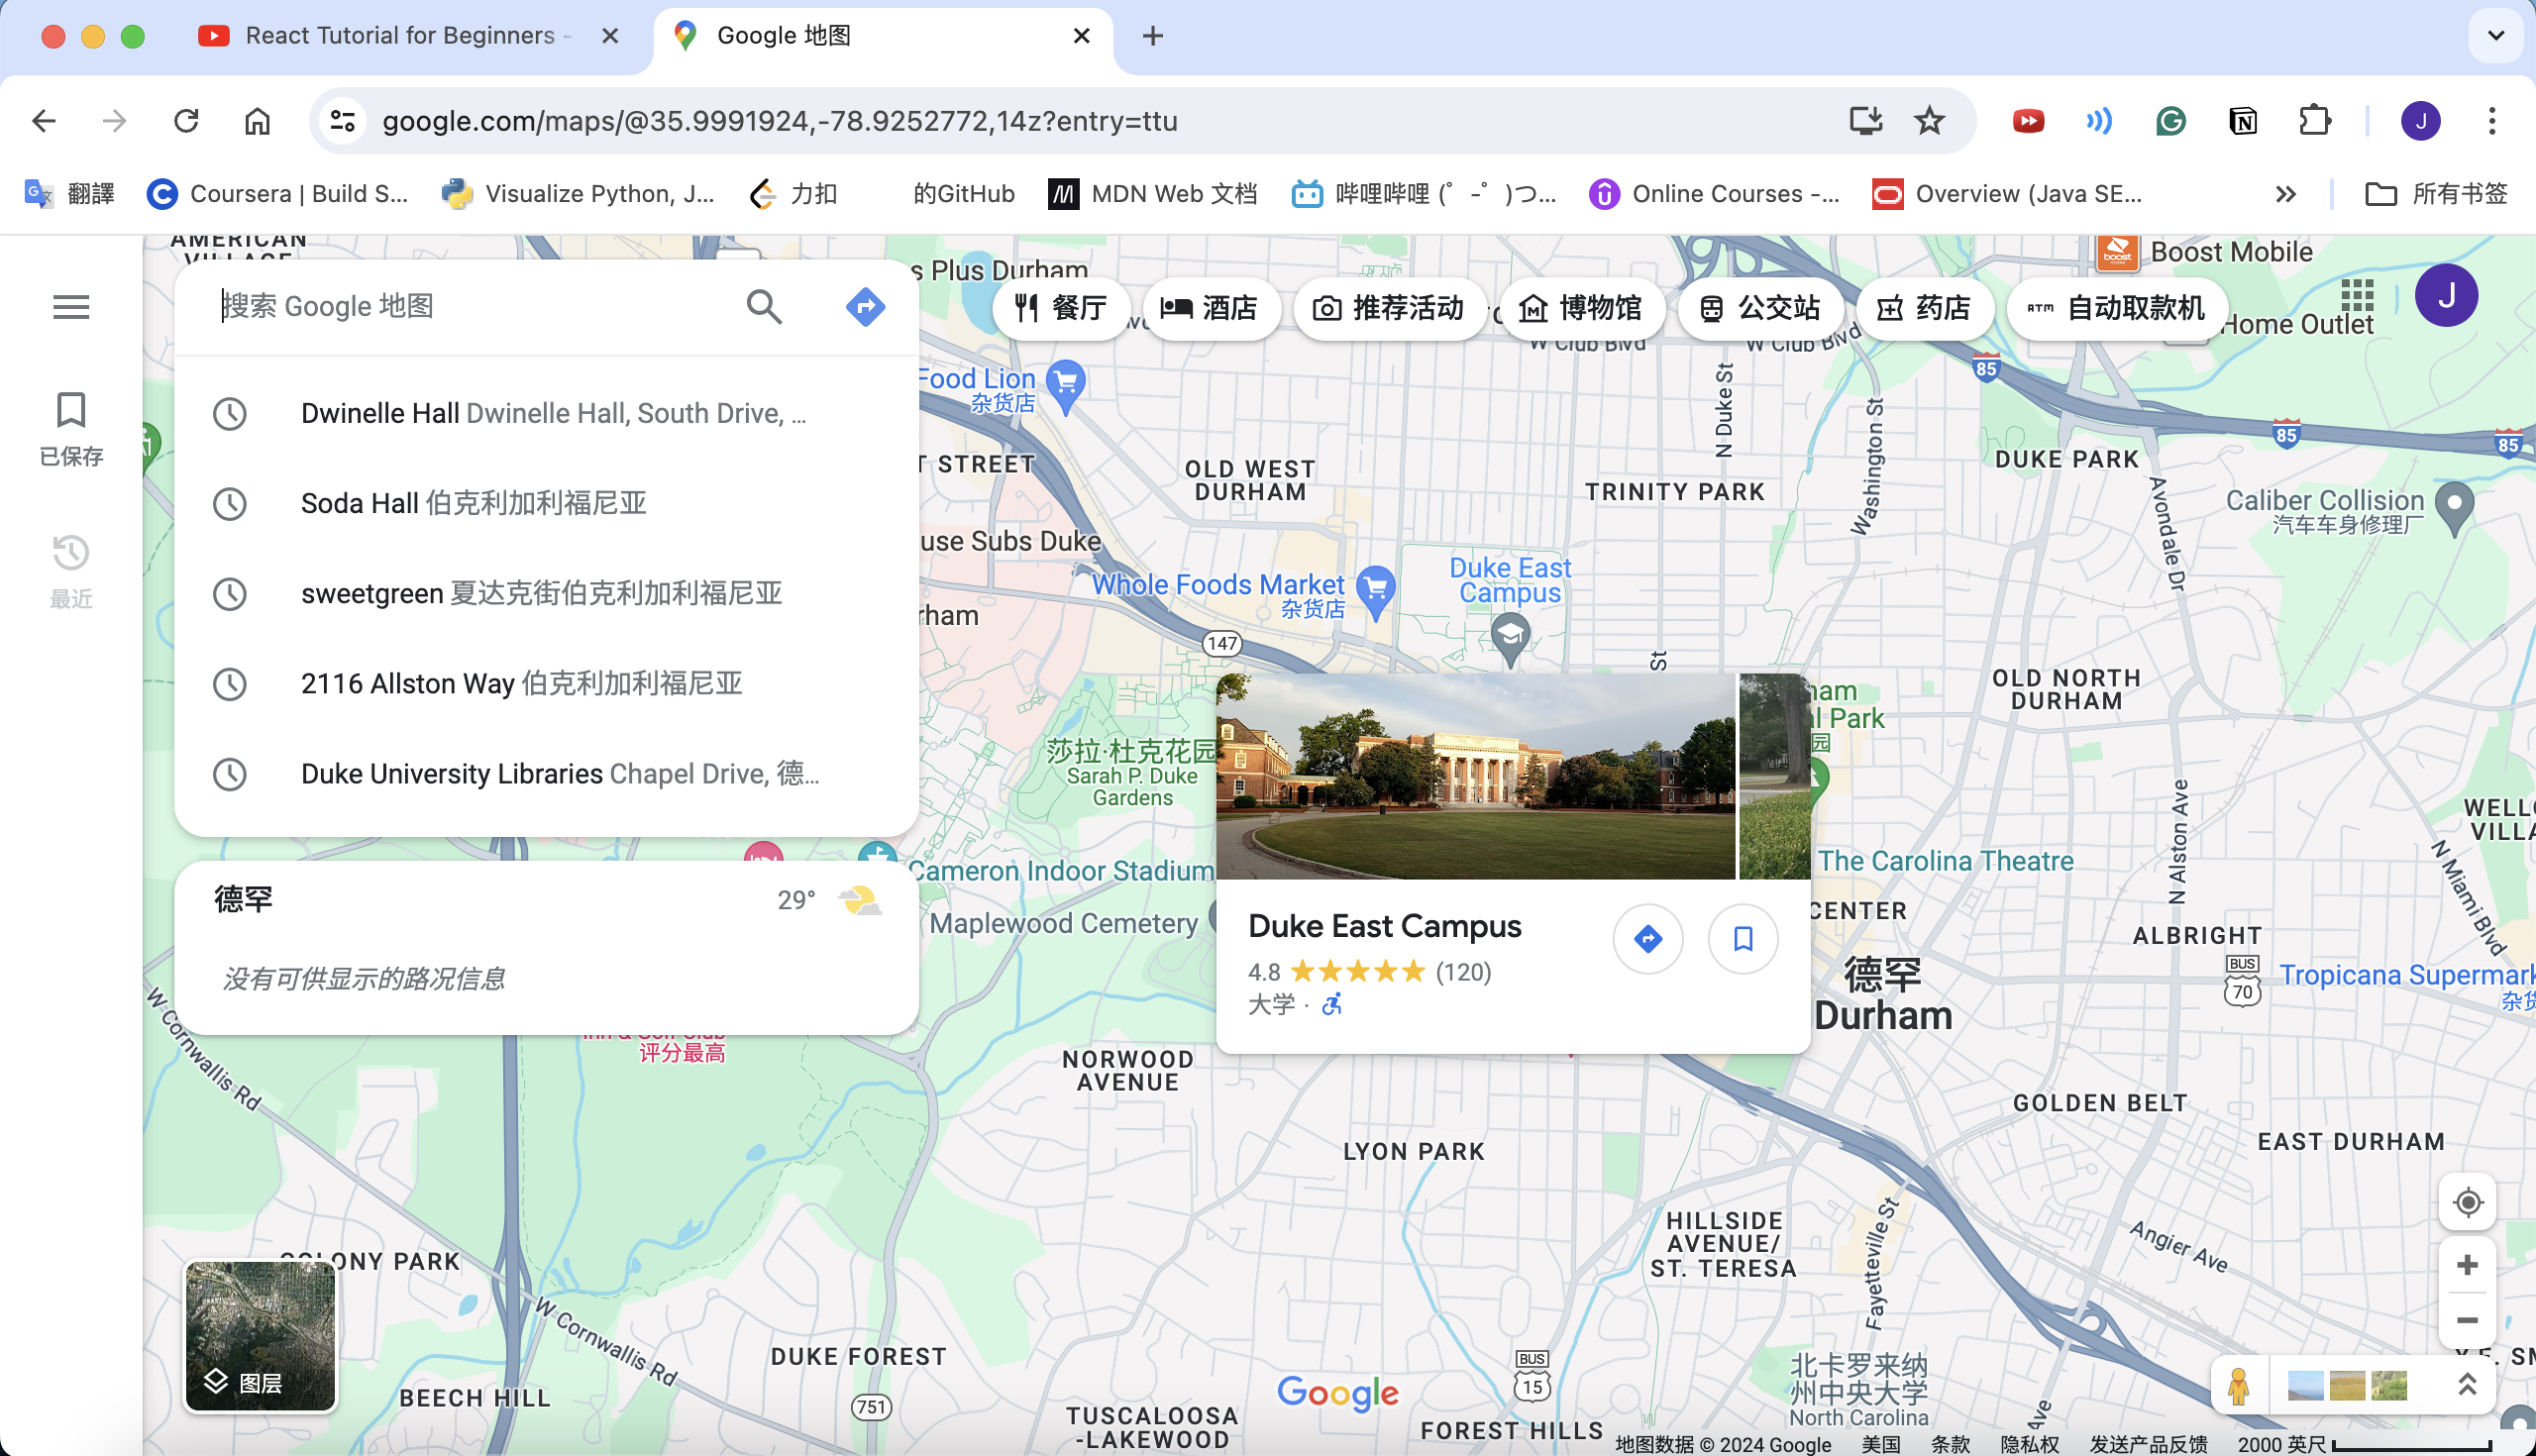 React Tutorial for Beginners -
Google 地图
google.com/maps/@35.9991924,-78.9252772,14z?entry=ttu
J
翻譯
Coursera | Build S...
Visualize Python, J...
力扣
的GitHub
MDN Web 文档
哔哩哔哩 (゜-゜)つ...
Online Courses -...
Overview (Java SE...
所有书签
AMERICAN
VILLAGE
搜索 Google 地图
s Plus Durham
餐厅
酒店
推荐活动
博物馆
公交站
药店
ATM 自动取款机
Boost Mobile
Home Outlet
J
已保存
最近
Dwinelle Hall Dwinelle Hall, South Drive, ...
Soda Hall 伯克利加利福尼亚
sweetgreen 夏达克街伯克利加利福尼亚
2116 Allston Way 伯克利加利福尼亚
Duke University Libraries Chapel Drive, 德...
德罕
29°
没有可供显示的路况信息
W Club Blvd
W Club Blvd
Food Lion
杂货店
N Duke St
Washington St
85
85
85
T STREET
OLD WEST
DURHAM
TRINITY PARK
DUKE PARK
Avondale Dr
Caliber Collision
汽车车身修理厂
use Subs Duke
Whole Foods Market
杂货店
Duke East
Campus
rham
147
St
OLD NORTH
DURHAM
ham
l Park
园
莎拉·杜克花园
Sarah P. Duke
Gardens
N Alston Ave
N Miami Blvd
The Carolina Theatre
Cameron Indoor Stadium
Maplewood Cemetery
Duke East Campus
4.8
(120)
大学 ·
CENTER
ALBRIGHT
德罕
Durham
BUS
70
Tropicana Supermark
W Cornwallis Rd
评分最高
NORWOOD
AVENUE
GOLDEN BELT
EAST DURHAM
LYON PARK
HILLSIDE
AVENUE/
ST. TERESA
Fayetteville St
Angier Ave
COLONY PARK
W Cornwallis Rd
图层
BEECH HILL
DUKE FOREST
751
TUSCALOOSA
-LAKEWOOD
Google
BUS
15
FOREST HILLS
北卡罗来纳
州中央大学
North Carolina
Ave
地图数据 © 2024 Google
美国
条款
隐私权
发送产品反馈
2000 英尺